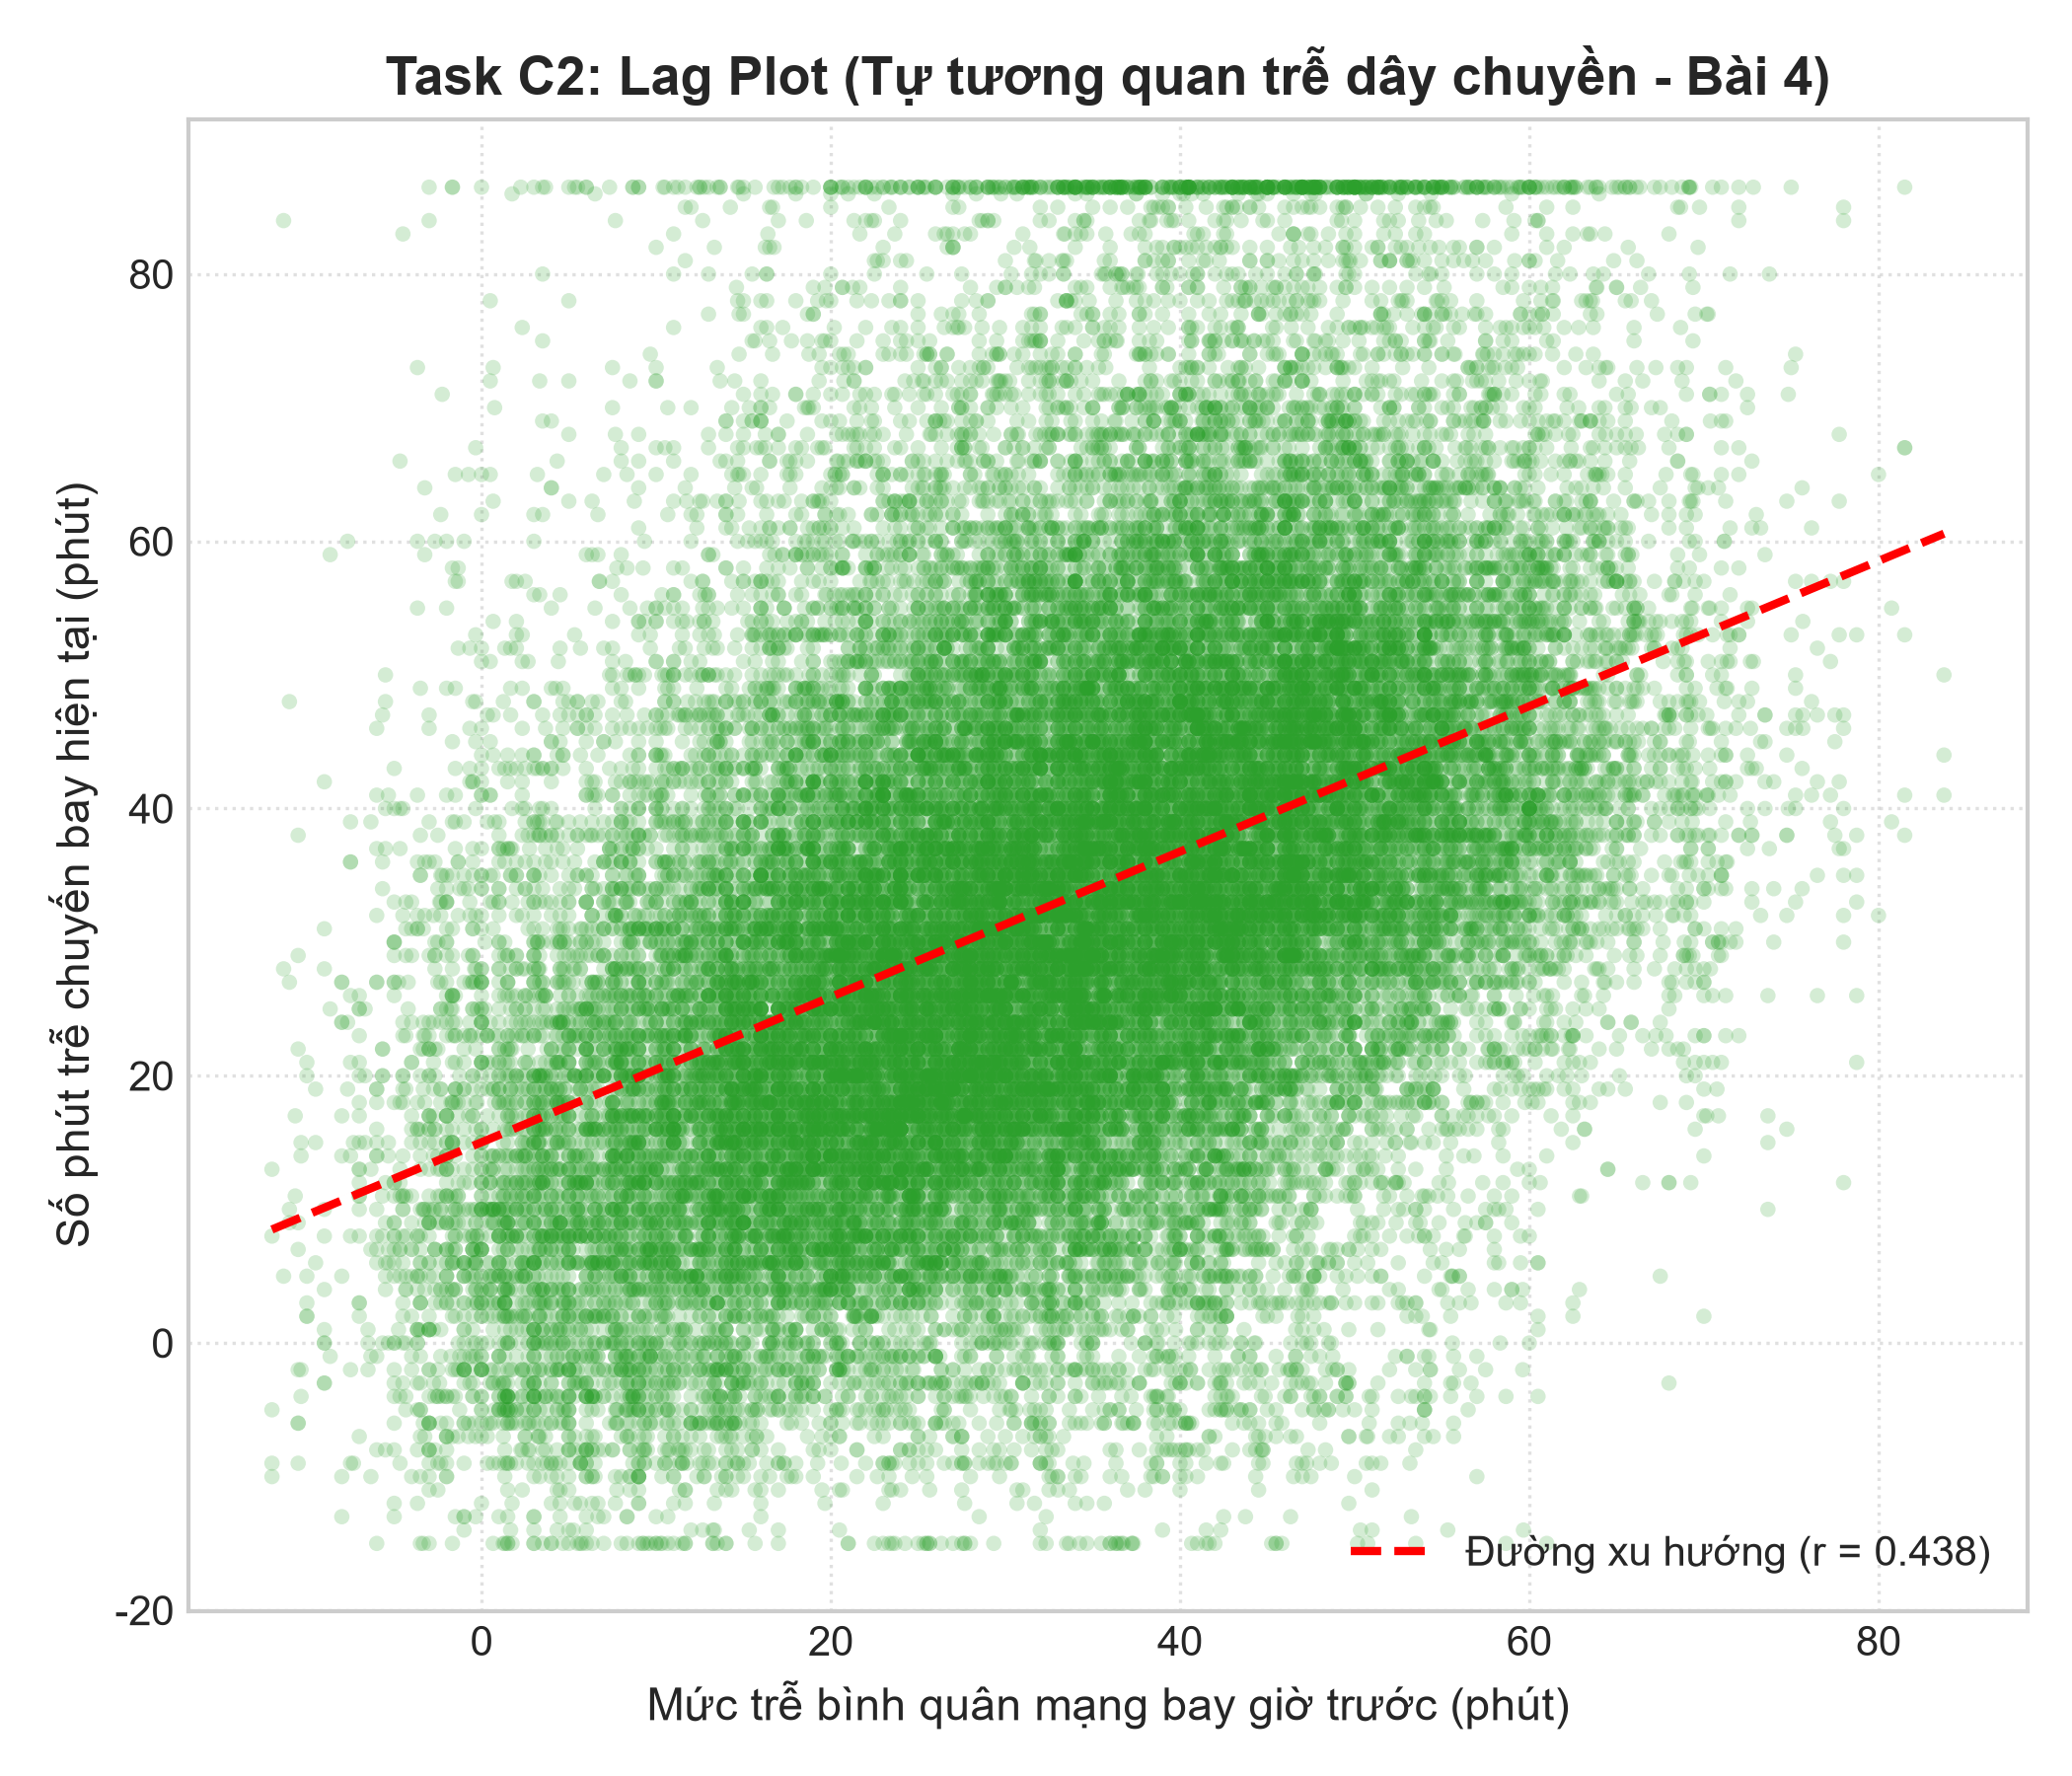 Task C2: Lag Plot (Tự tương quan trễ dây chuyền - Bài 4)
Số phút trễ chuyến bay hiện tại (phút)
80
60
40
20
0
-20
0 20 40 60 80
Đường xu hướng (r = 0.438)
Mức trễ bình quân mạng bay giờ trước (phút)